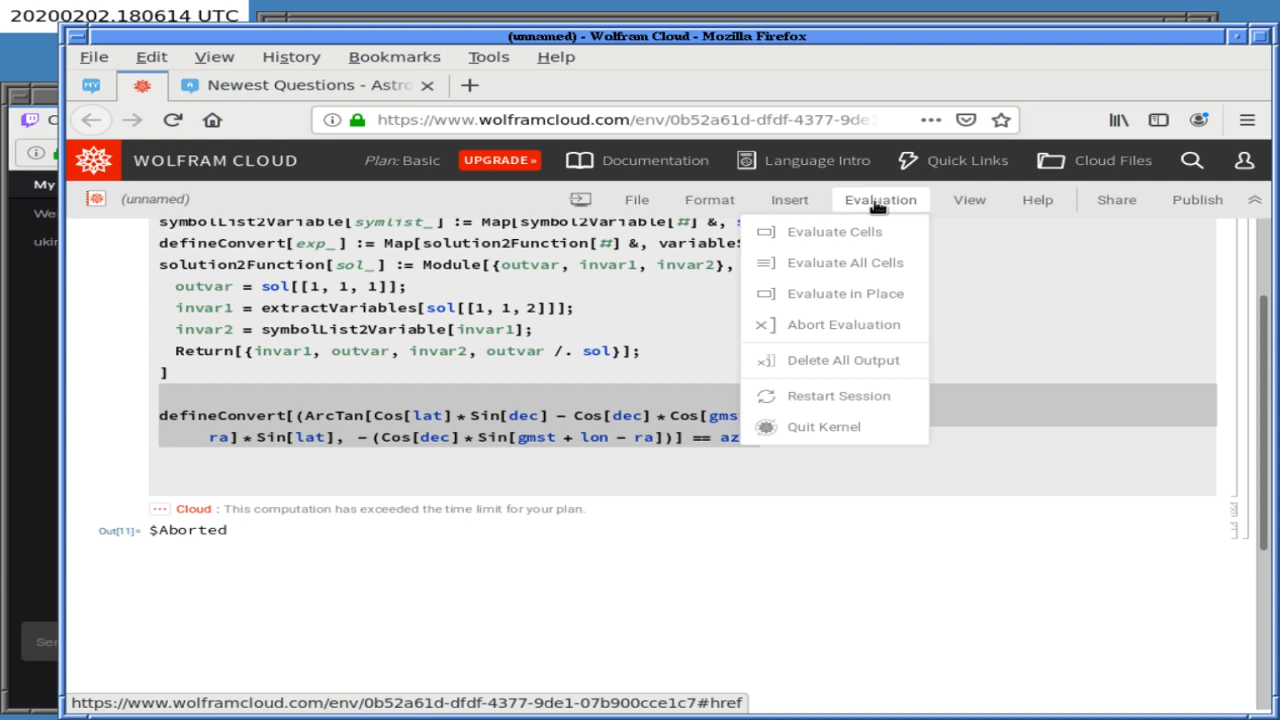 20200202.180614 UTC
(unnamed) - Wolfram Cloud - Mozilla Firefox
File Edit View History Bookmarks Tools Help
MY
Newest Questions - Astro
https://www.wolframcloud.com/env/0b52a61d-dfdf-4377-9de1
WOLFRAM CLOUD Plan: Basic UPGRADE » Documentation Language Intro Quick Links Cloud Files
(unnamed) File Format Insert Evaluation View Help Share Publish
My
We
ukin
Sen
symbolList2Variable[symlist_] := Map[symbol2Variable[#] &, s
defineConvert[exp_] := Map[solution2Function[#] &, variableS
solution2Function[sol_] := Module[{outvar, invar1, invar2},
outvar = sol[[1, 1, 1]];
invar1 = extractVariables[sol[[1, 1, 2]]];
invar2 = symbolList2Variable[invar1];
Return[{invar1, outvar, invar2, outvar /. sol}];
]
defineConvert[(ArcTan[Cos[lat]*Sin[dec] - Cos[dec]*Cos[gms
ra]*Sin[lat], -(Cos[dec]*Sin[gmst + lon - ra])] == az
Evaluate Cells
Evaluate All Cells
Evaluate in Place
Abort Evaluation
Delete All Output
Restart Session
Quit Kernel
··· Cloud : This computation has exceeded the time limit for your plan.
Out[11]= $Aborted
https://www.wolframcloud.com/env/0b52a61d-dfdf-4377-9de1-07b900cce1c7#href